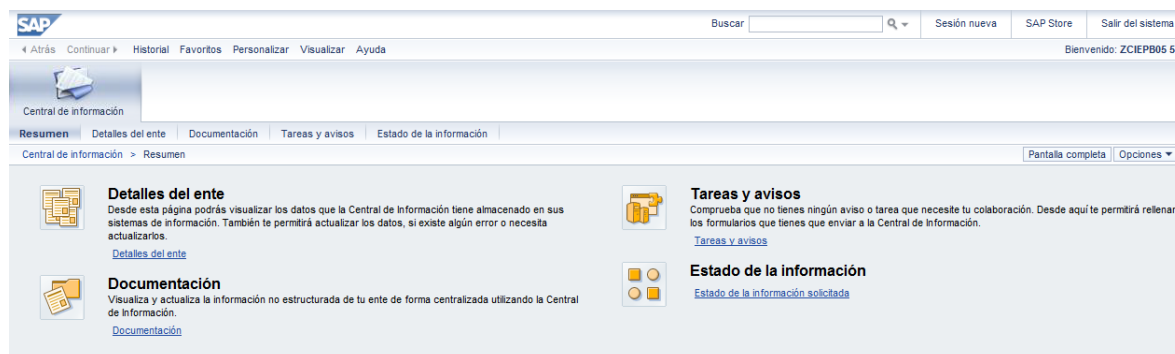 SAP
Buscar
Sesión nueva
SAP Store
Salir del sistema
Atrás Continuar Historial Favoritos Personalizar Visualizar Ayuda
Bienvenido: ZCIEPB05 5
Central de información
Resumen Detalles del ente Documentación Tareas y avisos Estado de la información
Central de información > Resumen
Pantalla completa Opciones
Detalles del ente
Desde esta página podrás visualizar los datos que la Central de Información tiene almacenado en sus
sistemas de información. También te permitirá actualizar los datos, si existe algún error o necesita
actualizarlos.
Detalles del ente
Documentación
Visualiza y actualiza la información no estructurada de tu ente de forma centralizada utilizando la Central
de Información.
Documentación
Tareas y avisos
Comprueba que no tienes ningún aviso o tarea que necesite tu colaboración. Desde aquí te permitirá rellenar
los formularios que tienes que enviar a la Central de Información.
Tareas y avisos
Estado de la información
Estado de la información solicitada